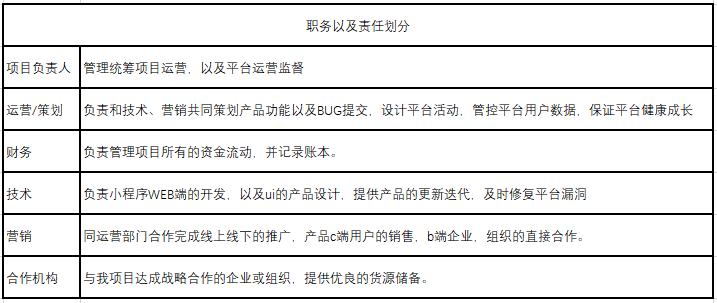 职务以及责任划分
项目负责人 管理统筹项目运营，以及平台运营监督
运营/策划 负责和技术、营销共同策划产品功能以及BUG提交，设计平台活动，管控平台用户数据，保证平台健康成长
财务 负责管理项目所有的资金流动，并记录账本。
技术 负责小程序WEB端的开发，以及ui的产品设计，提供产品的更新迭代，及时修复平台漏洞
营销 同运营部门合作完成线上线下的推广，产品c端用户的销售，b端企业，组织的直接合作。
合作机构 与我项目达成战略合作的企业或组织，提供优良的货源储备。